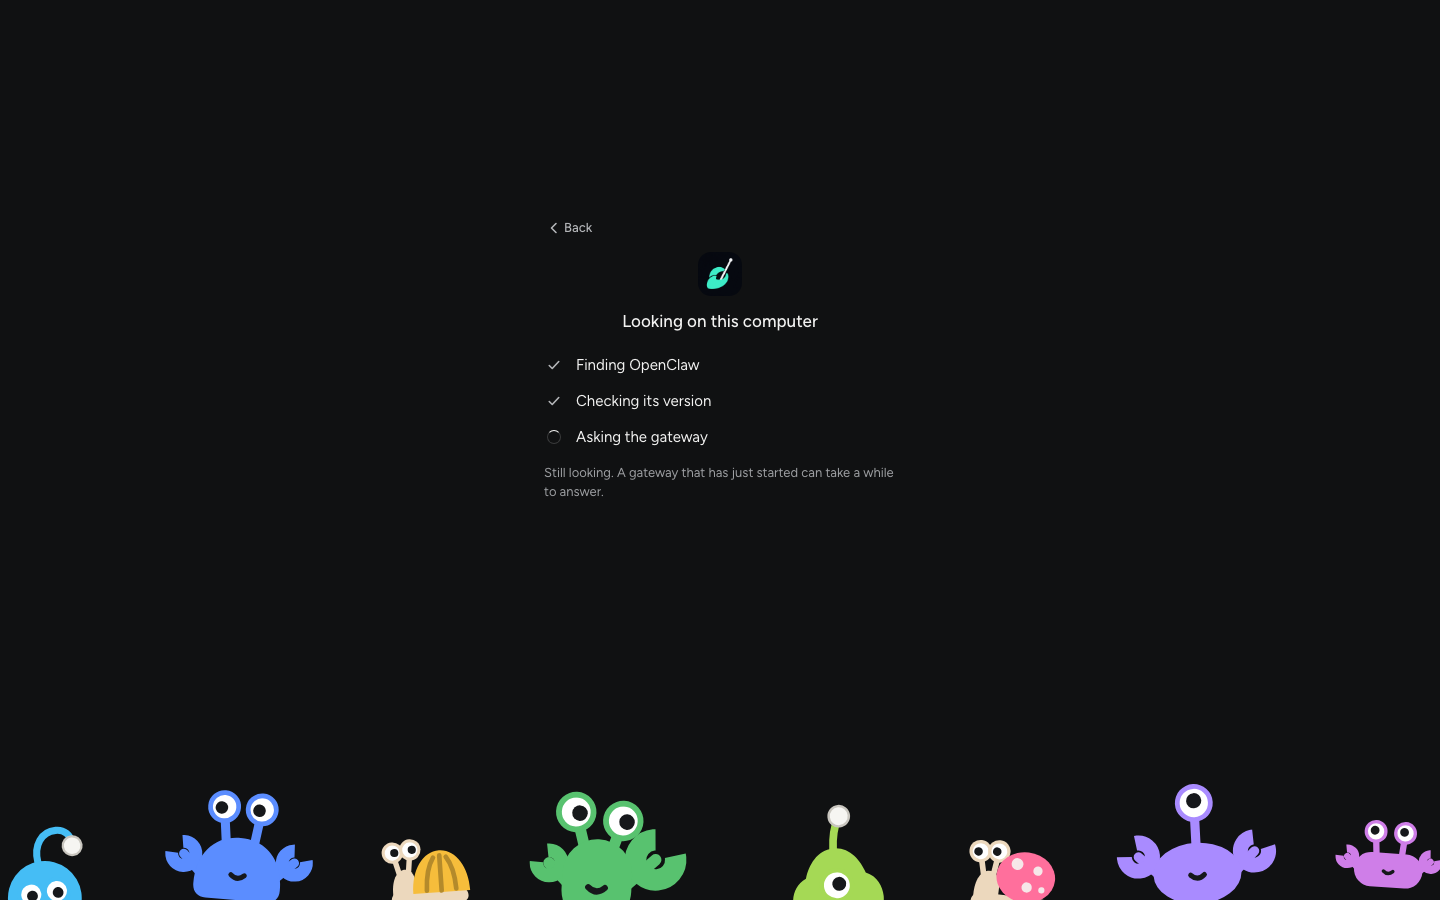 Back
Looking on this computer
Finding OpenClaw
Checking its version
Asking the gateway
Still looking. A gateway that has just started can take a while
to answer.